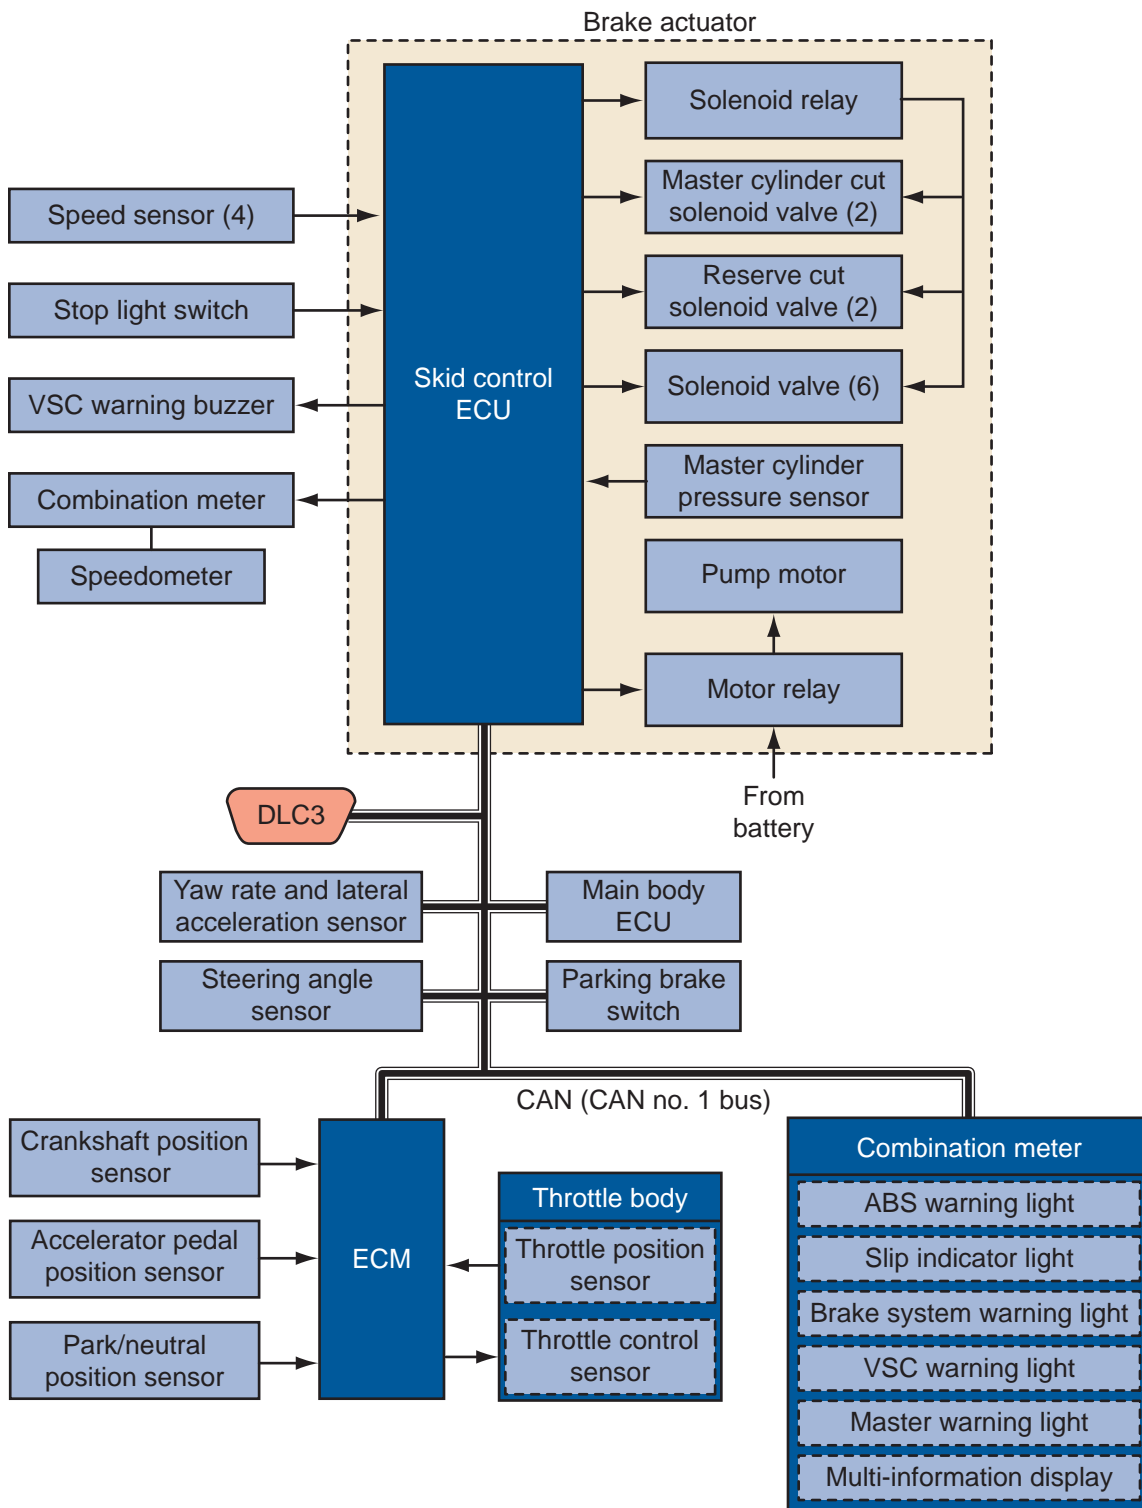 Brake actuator
Solenoid relay
Master cylinder cut
solenoid valve (2)
Speed sensor (4)
Reserve cut
solenoid valve (2)
Stop light switch
Skid control
ECU
Solenoid valve (6)
VSC warning buzzer
Master cylinder
pressure sensor
Combination meter
Speedometer
Pump motor
Motor relay
From
battery
DLC3
Yaw rate and lateral
acceleration sensor
Main body
ECU
Steering angle
sensor
Parking brake
switch
CAN (CAN no. 1 bus)
Crankshaft position
sensor
Accelerator pedal
position sensor
Park/neutral
position sensor
ECM
Throttle body
Throttle position
sensor
Throttle control
sensor
Combination meter
ABS warning light
Slip indicator light
Brake system warning light
VSC warning light
Master warning light
Multi-information display